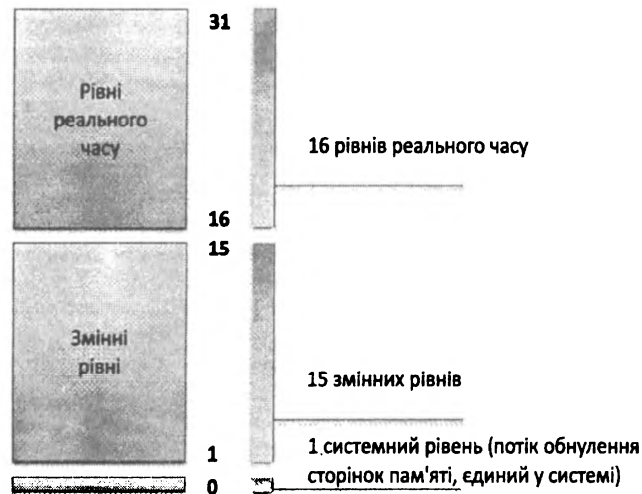 31
Рівні
реального
часу
16 рівнів реального часу
16
15
Змінні
рівні
15 змінних рівнів
1
1 системний рівень (потік обнулення
сторінок пам'яті, єдиний у системі)
0